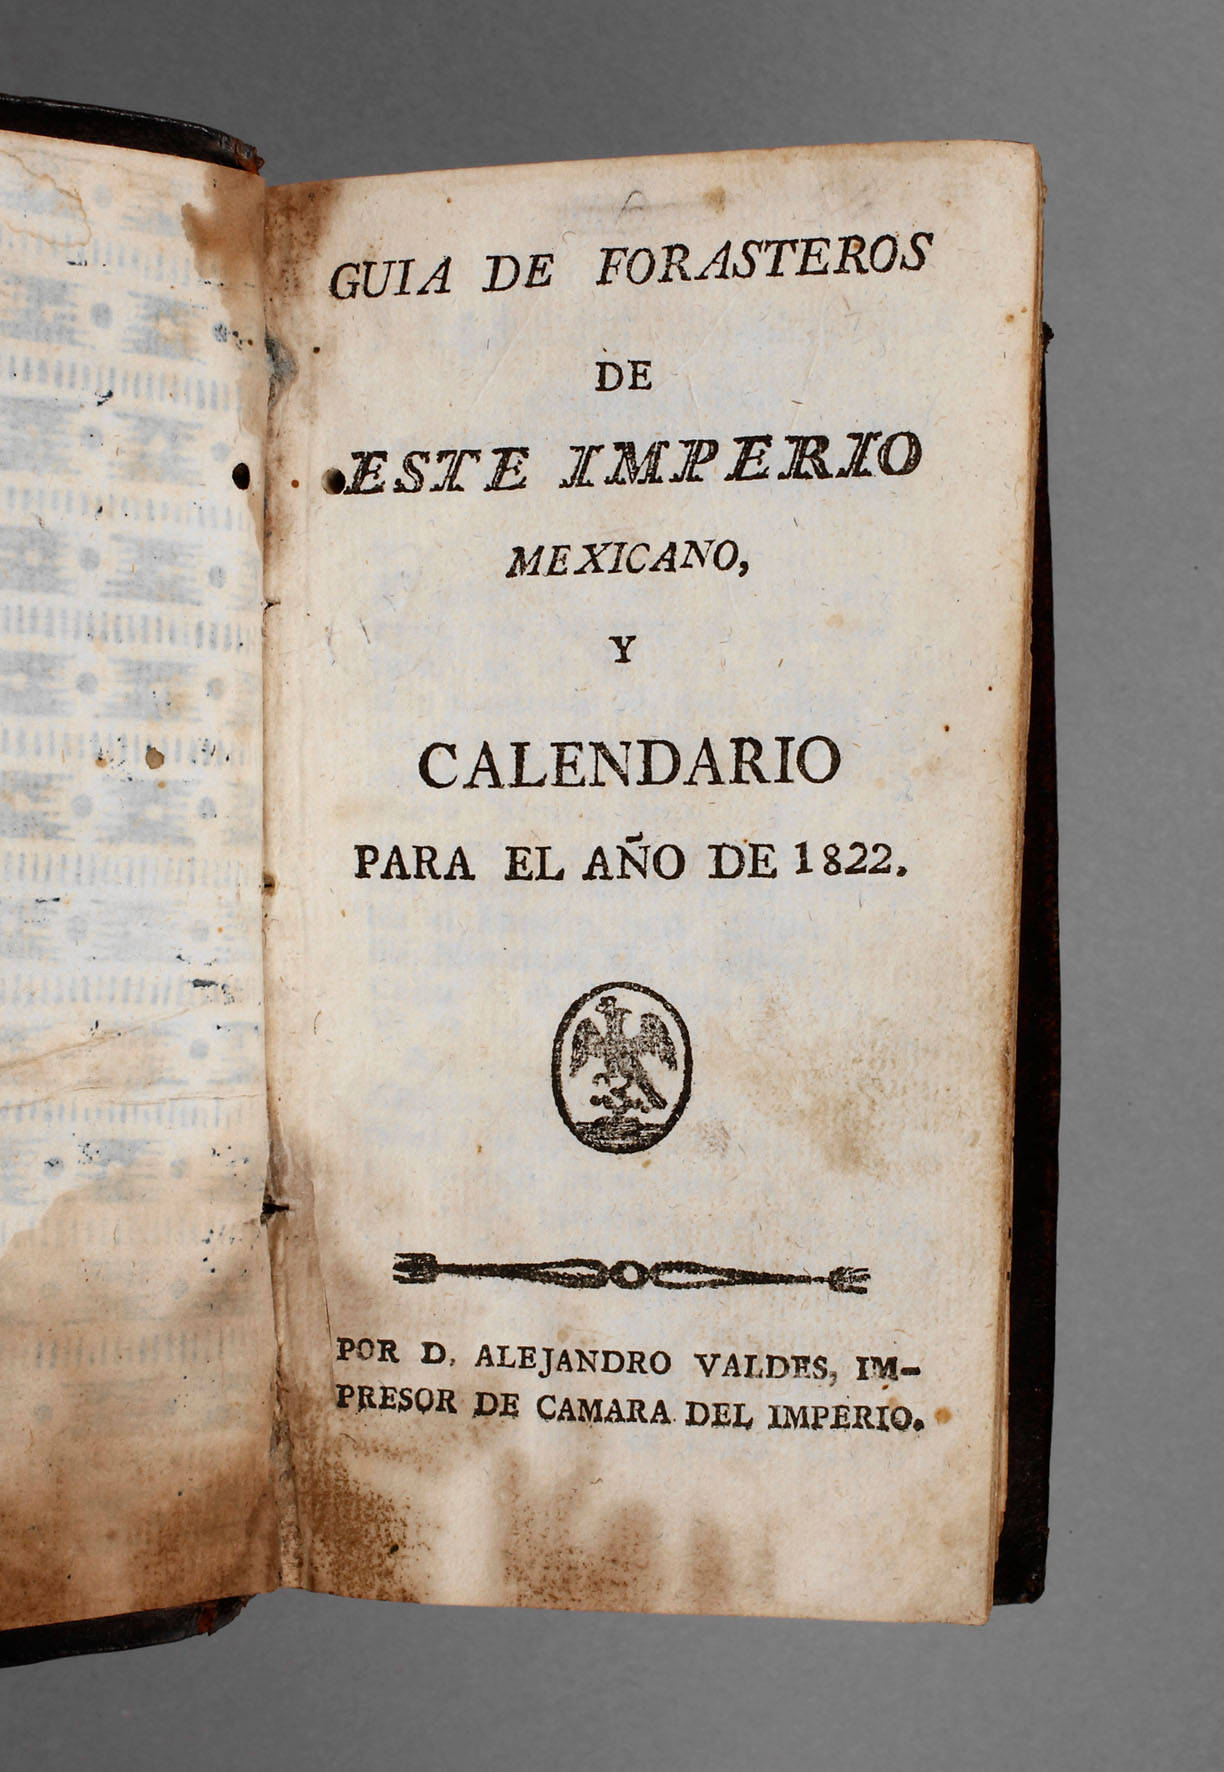 GUIA DE FORASTEROS
DE
ESTE IMPERIO
MEXICANO,
Y
CALENDARIO
PARA EL AÑO DE 1822.
POR D. ALEJANDRO VALDES, IM-
PRESOR DE CAMARA DEL IMPERIO.